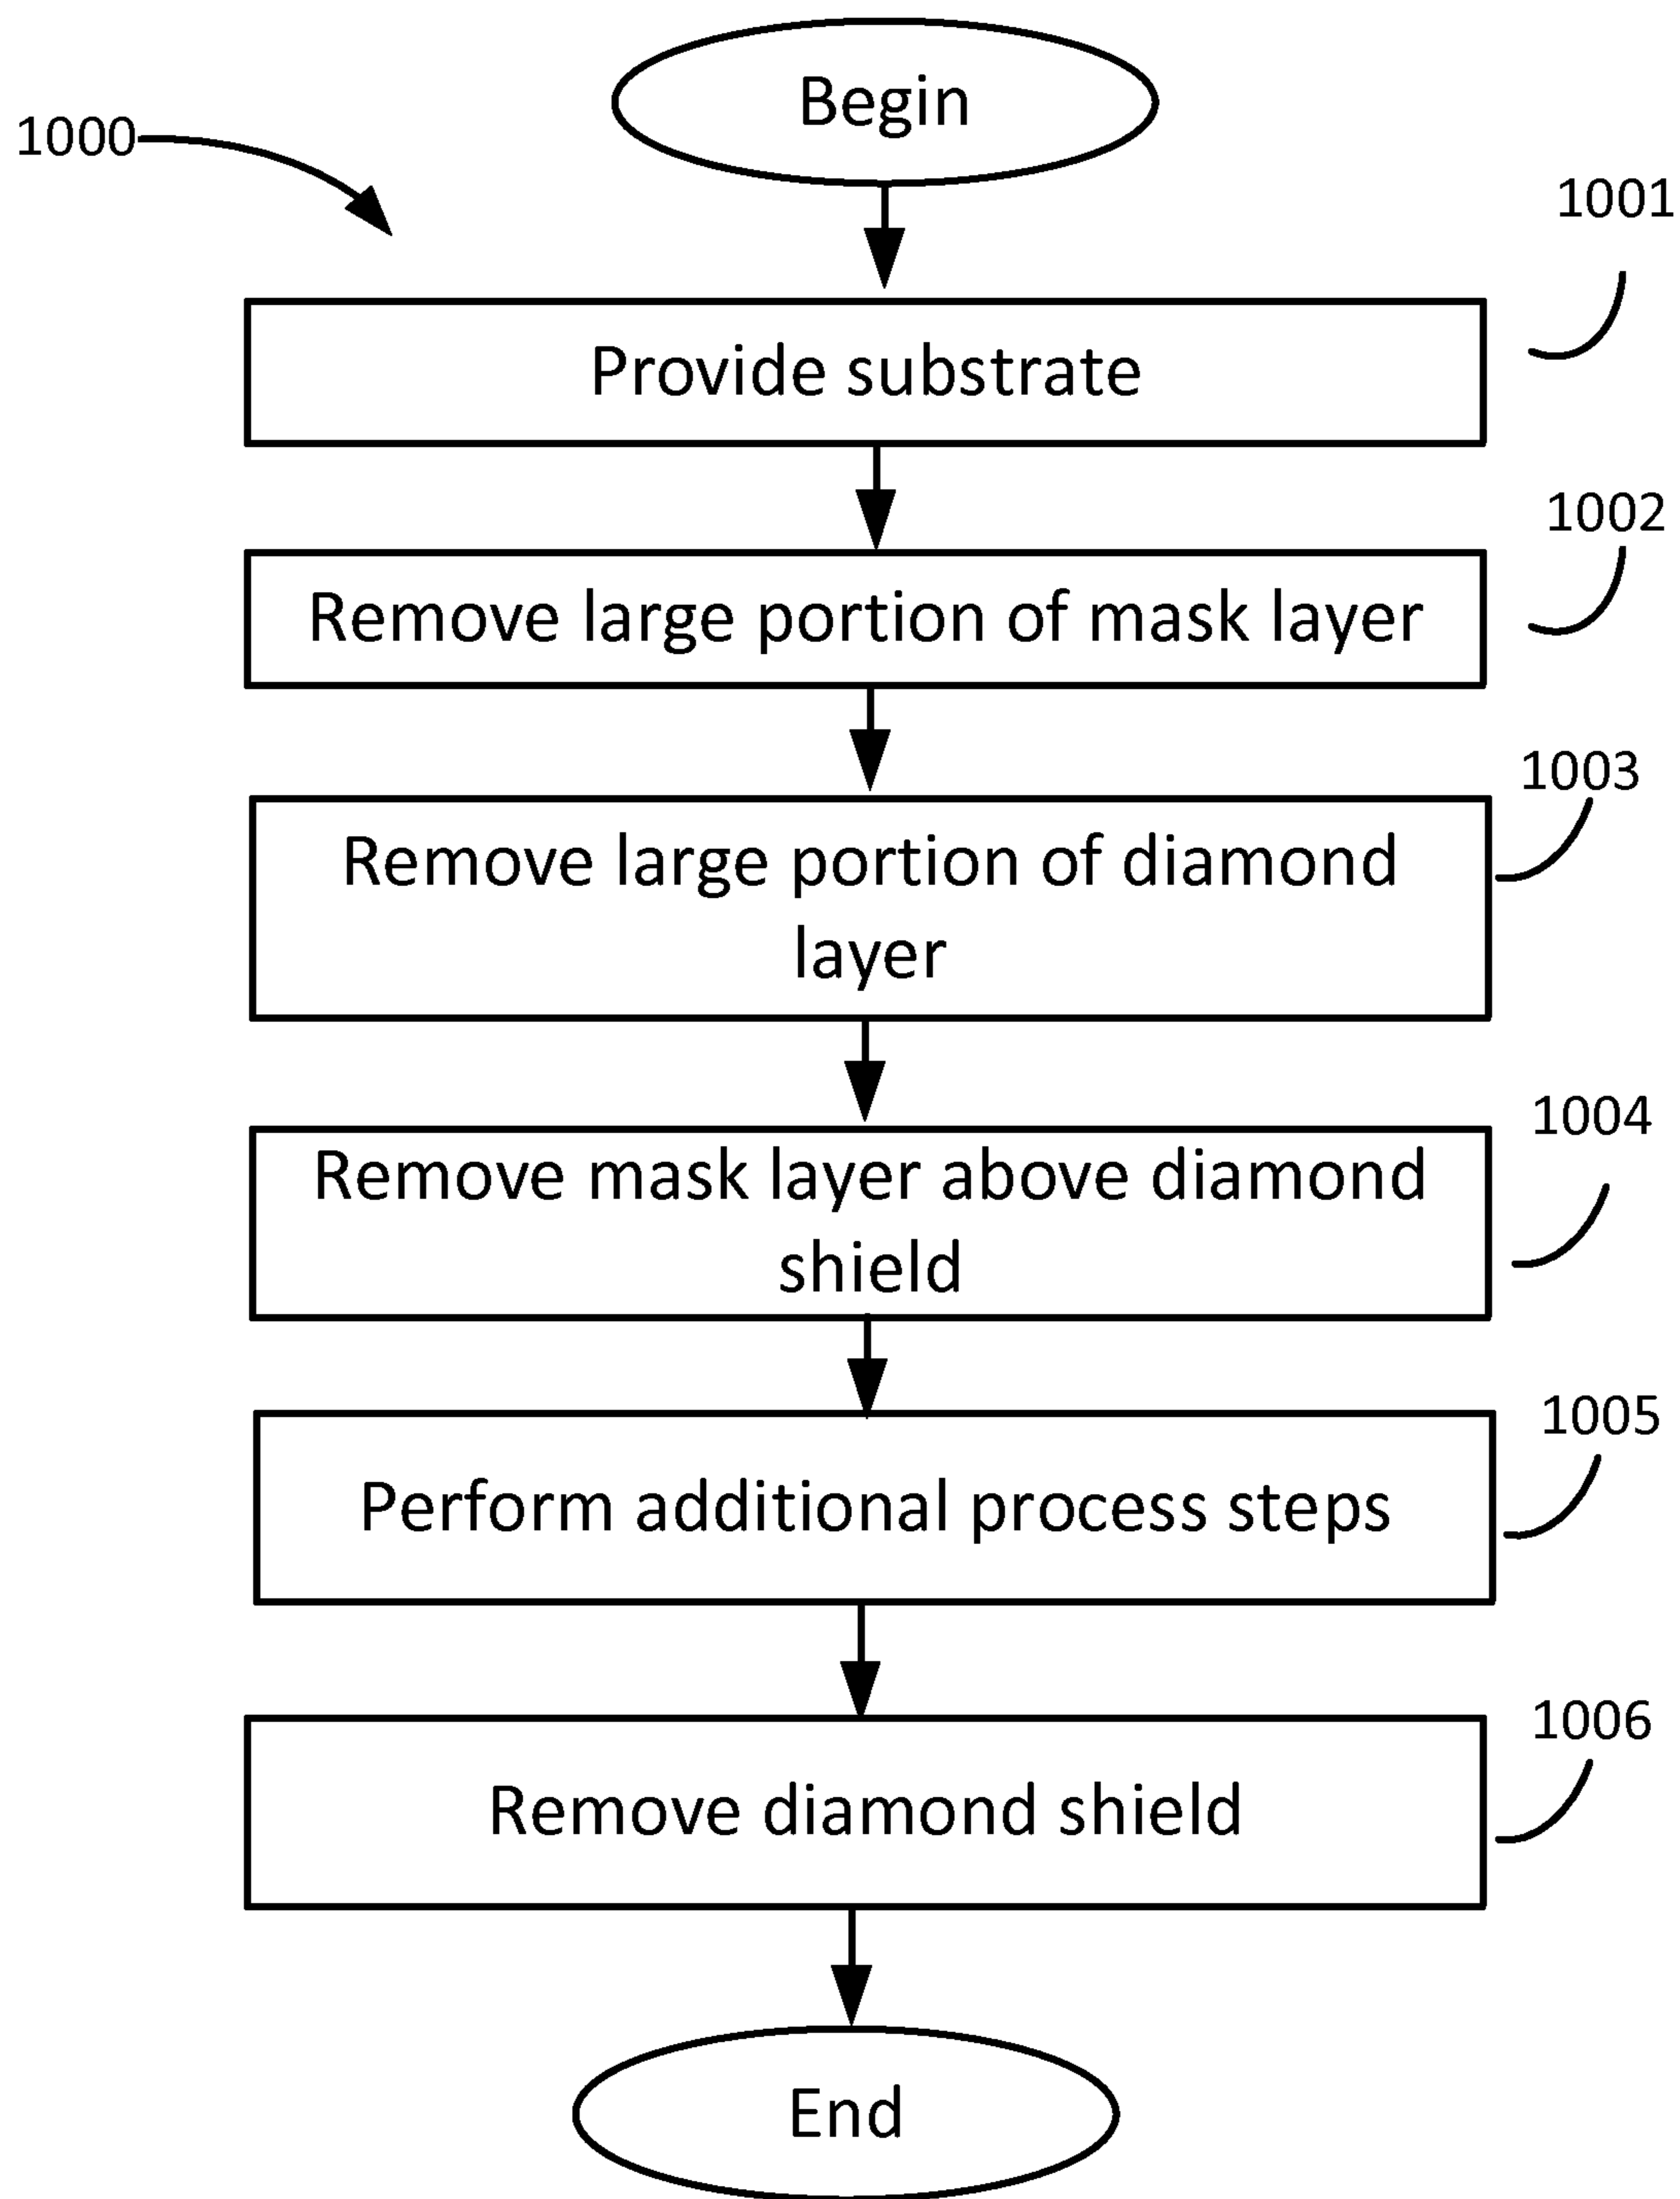 Begin
1000
1001
Provide substrate
1002
Remove large portion of mask layer
1003
Remove large portion of diamond
layer
1004
Remove mask layer above diamond
shield
1005
Perform additional process steps
1006
Remove diamond shield
End